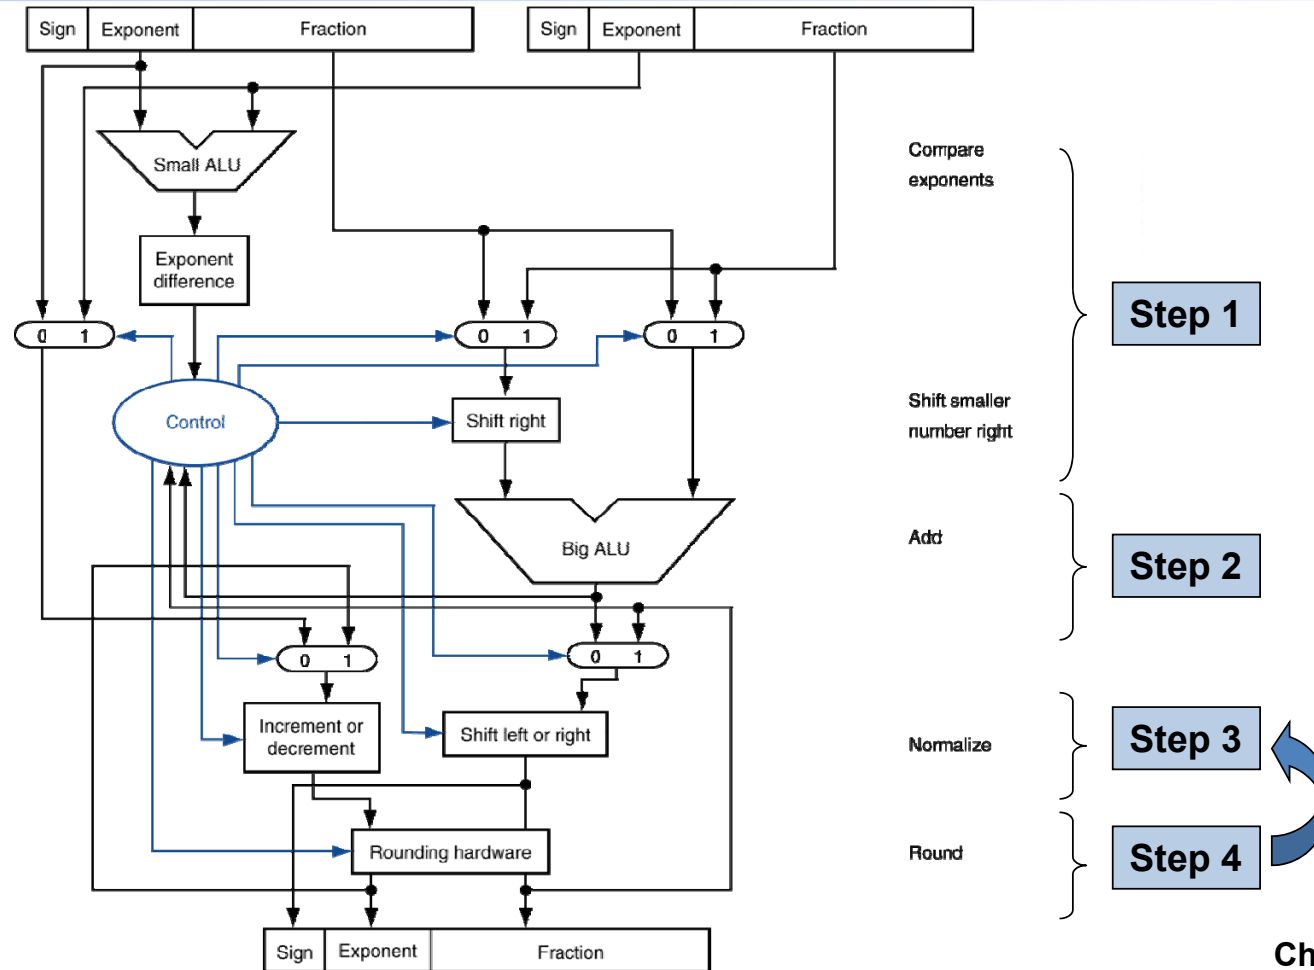 Sign Exponent Fraction Sign Exponent Fraction
Small ALU
Compare
exponents
Exponent
difference
Step 1
0 1 0 1 0 1
Control
Shift right
Shift smaller
number right
Big ALU
Add
Step 2
0 1 0 1
Increment or
decrement
Shift left or right
Normalize
Step 3
Rounding hardware
Round
Step 4
Sign Exponent Fraction
Ch